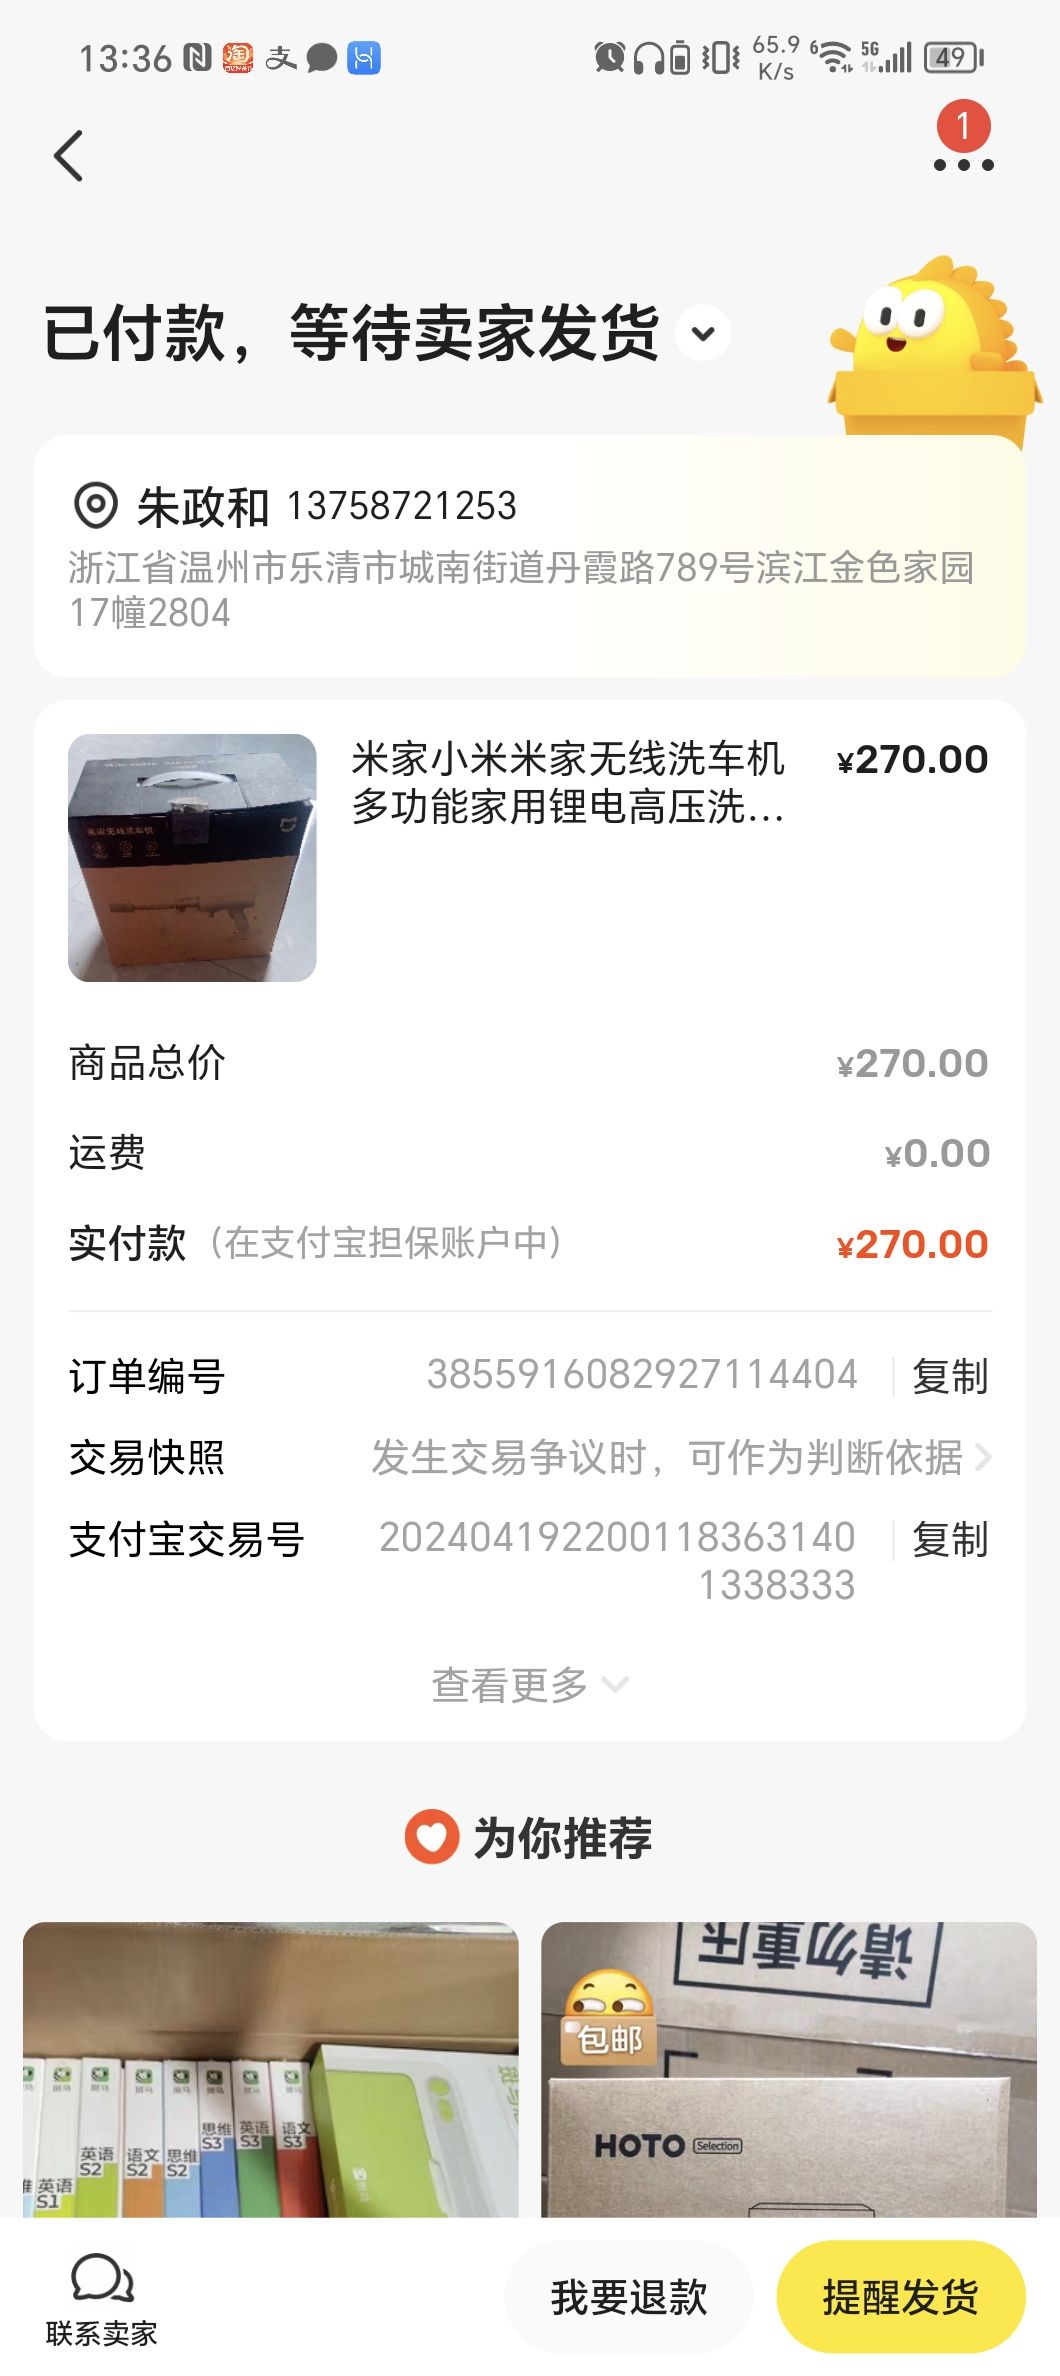 13:36
65.9 K/s
5G
49
1
已付款，等待卖家发货
朱政和 13758721253
浙江省温州市乐清市城南街道丹霞路789号滨江金色家园
17幢2804
米家小米米家无线洗车机 ¥270.00
多功能家用锂电高压洗...
米家无线洗车机
商品总价 ¥270.00
运费 ¥0.00
实付款（在支付宝担保账户中） ¥270.00
订单编号 3855916082927114404 复制
交易快照 发生交易争议时，可作为判断依据
支付宝交易号 202404192200118363140 复制
1338333
查看更多
为你推荐
请勿重压
包邮
HOTO Selection
英语 S1
英语 S2
语文 S2
思维 S2
思维 S3
英语 S3
语文 S3
斑马
联系卖家
我要退款
提醒发货